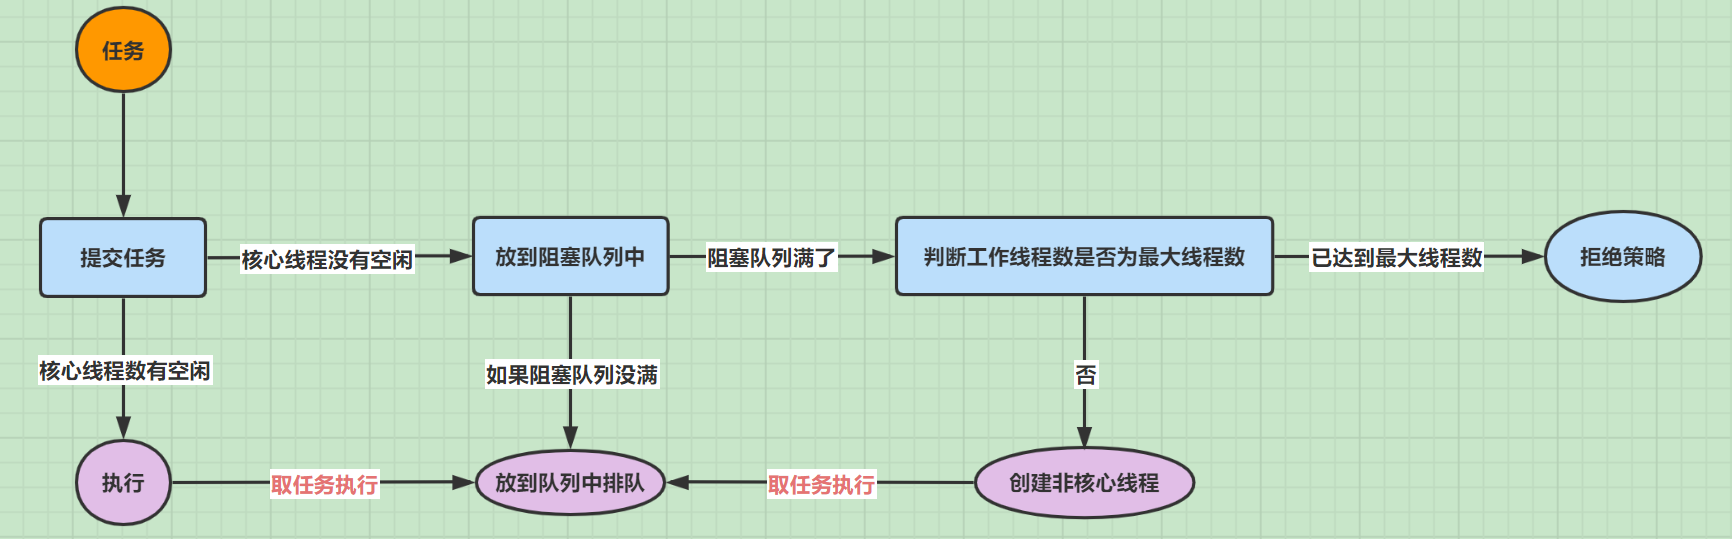 任务
提交任务
核心线程没有空闲
放到阻塞队列中
阻塞队列满了
判断工作线程数是否为最大线程数
已达到最大线程数
拒绝策略
核心线程数有空闲
如果阻塞队列没满
否
执行
取任务执行
放到队列中排队
取任务执行
创建非核心线程